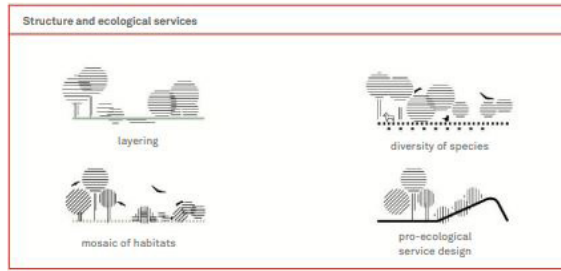 Structure and ecological services
layering
diversity of species
mosaic of habitats
pro-ecological
service design